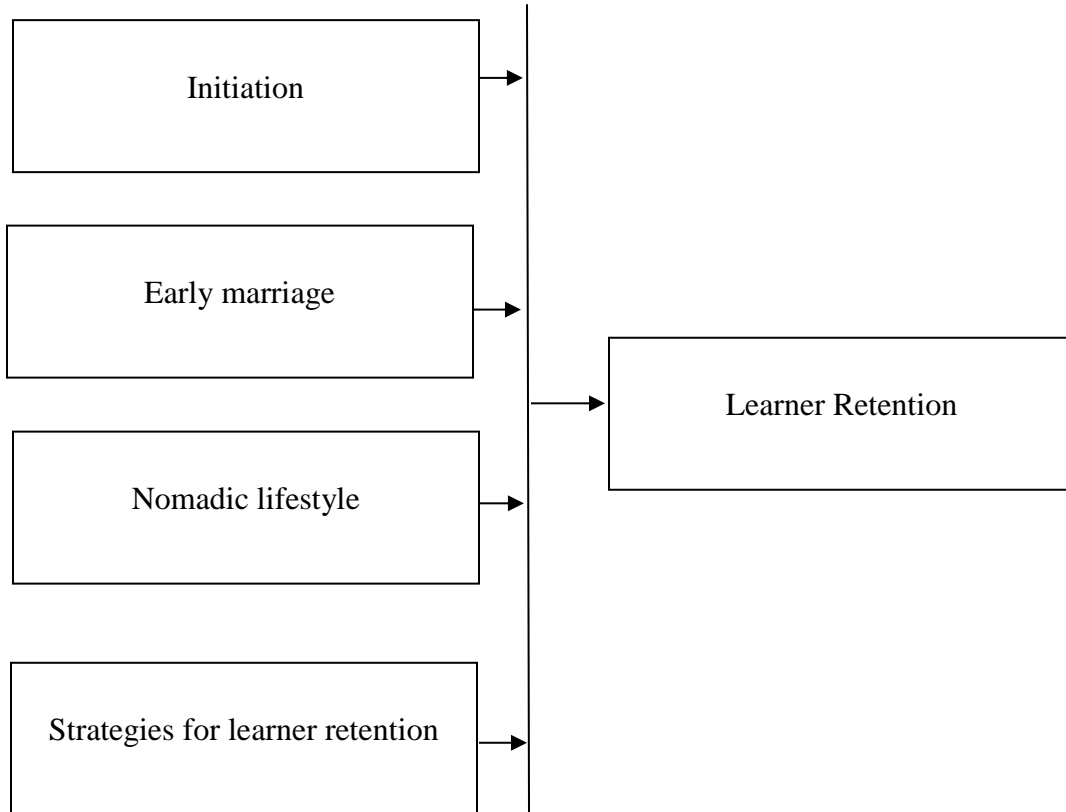 Initiation
Early marriage
Learner Retention
Nomadic lifestyle
Strategies for learner retention